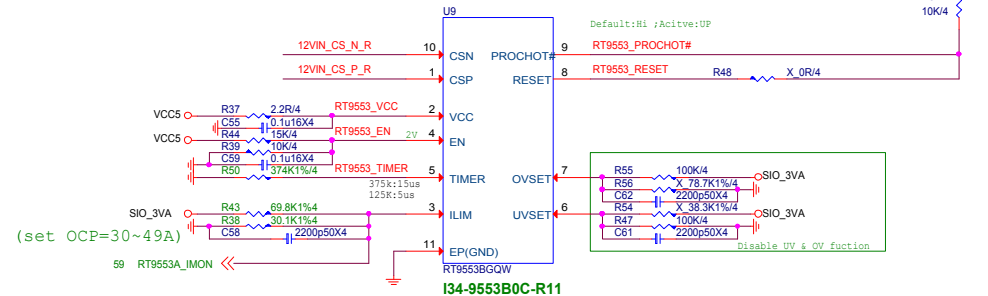 U9
10K/4
Default:Hi ;Acitve:UP
12VIN_CS_N_R 10 CSN PROCHOT# 9 RT9553_PROCHOT#
12VIN_CS_P_R 1 CSP RESET 8 RT9553_RESET R48 X_0R/4
VCC5 R37 2.2R/4 RT9553_VCC 2 VCC
C55 0.1u16X4
VCC5 R44 15K/4 RT9553_EN 2V 4 EN
R39 10K/4
C59 0.1u16X4
R50 374K1%/4 RT9553_TIMER 5 TIMER OVSET 7 R55 100K/4 SIO_3VA
375k:15us
125K:5us
R56 X_78.7K1%/4
C62 2200p50X4
SIO_3VA R43 69.8K1%4 3 ILIM UVSET 6 R54 X_38.3K1%/4 SIO_3VA
R38 30.1K1%4
R47 100K/4
(set OCP=30~49A) C58 2200p50X4
C61 2200p50X4
11 EP(GND)
Disable UV & OV fuction
59 RT9553A_IMON
RT9553BGQW
I34-9553B0C-R11